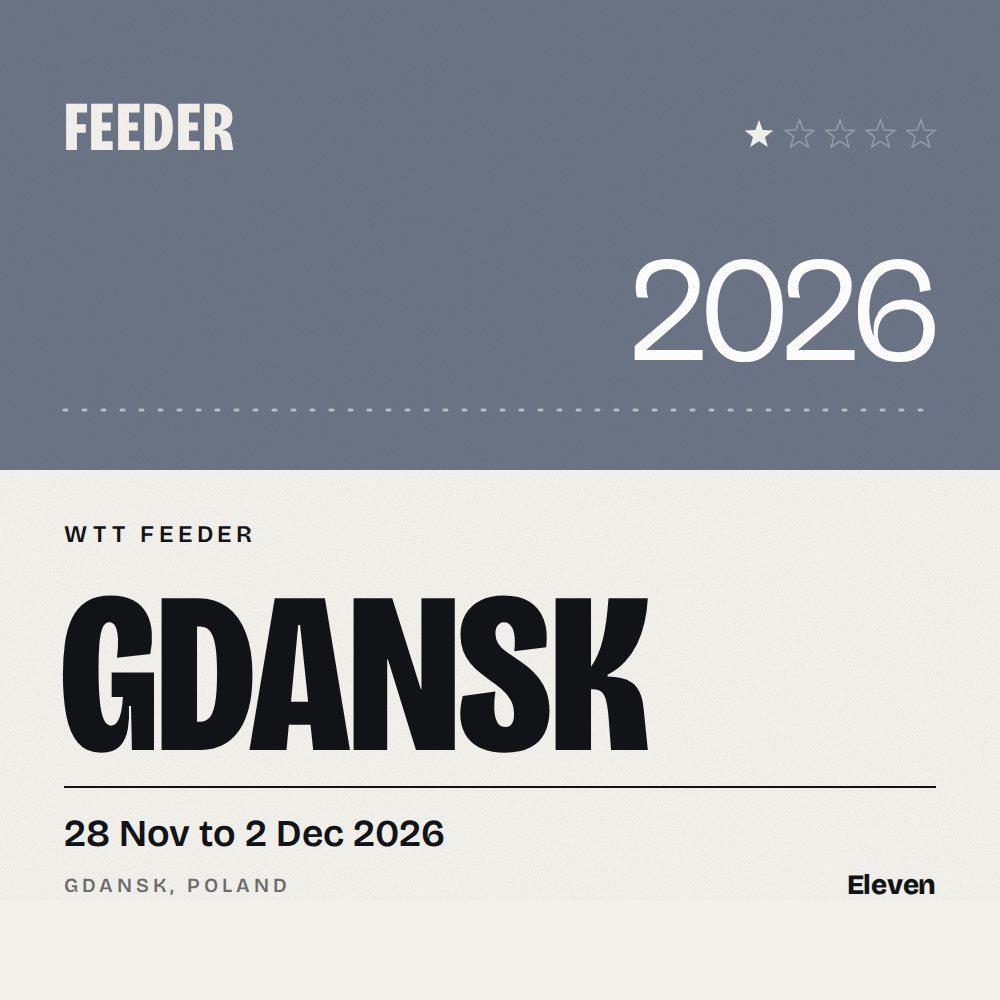 FEEDER
2026
WTT FEEDER
GDANSK
28 Nov to 2 Dec 2026
GDANSK, POLAND
Eleven